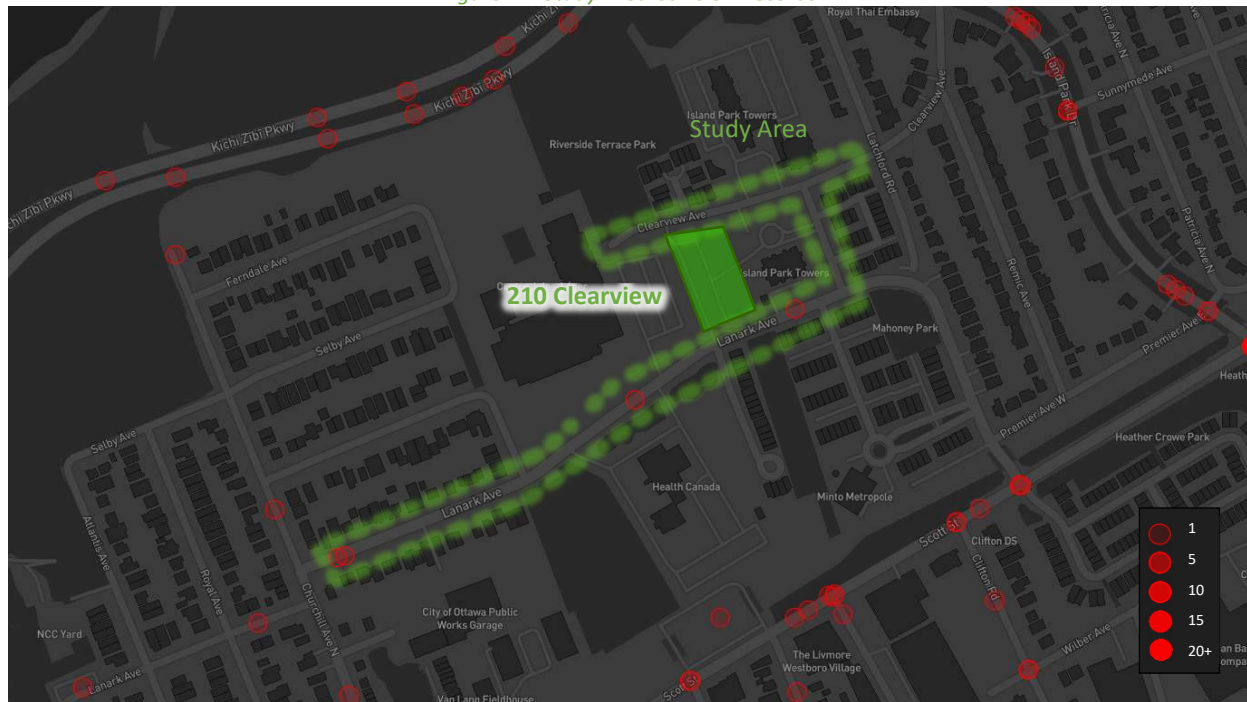 Royal Thai Embassy
Kichi Zibi Pkwy
Kichi Zibi Pkwy
Kichi Zibi Pkwy
Island Park Dr
Sunnymede Ave
Clearview Ave
Island Park Towers
Study Area
Latchford Rd
Riverside Terrace Park
Patricia Ave N
Clearview Ave
Ferndale Ave
Island Park Towers
Remic Ave
210 Clearview
Lanark Ave
Mahoney Park
Selby Ave
Premier Ave
Heath
Premier Ave W
Selby Ave
Heather Crowe Park
Health Canada
Lanark Ave
Minto Metropole
Scott St
Clifton DS
1
5
10
15
20+
Atlantis Ave
Royal Ave
Churchill Ave N
Clifton Rd
City of Ottawa Public
Works Garage
NCC Yard
Wilber Ave
The Livmore
Westboro Village
Lanark Ave
Scott St
Van Lang Fieldhouse